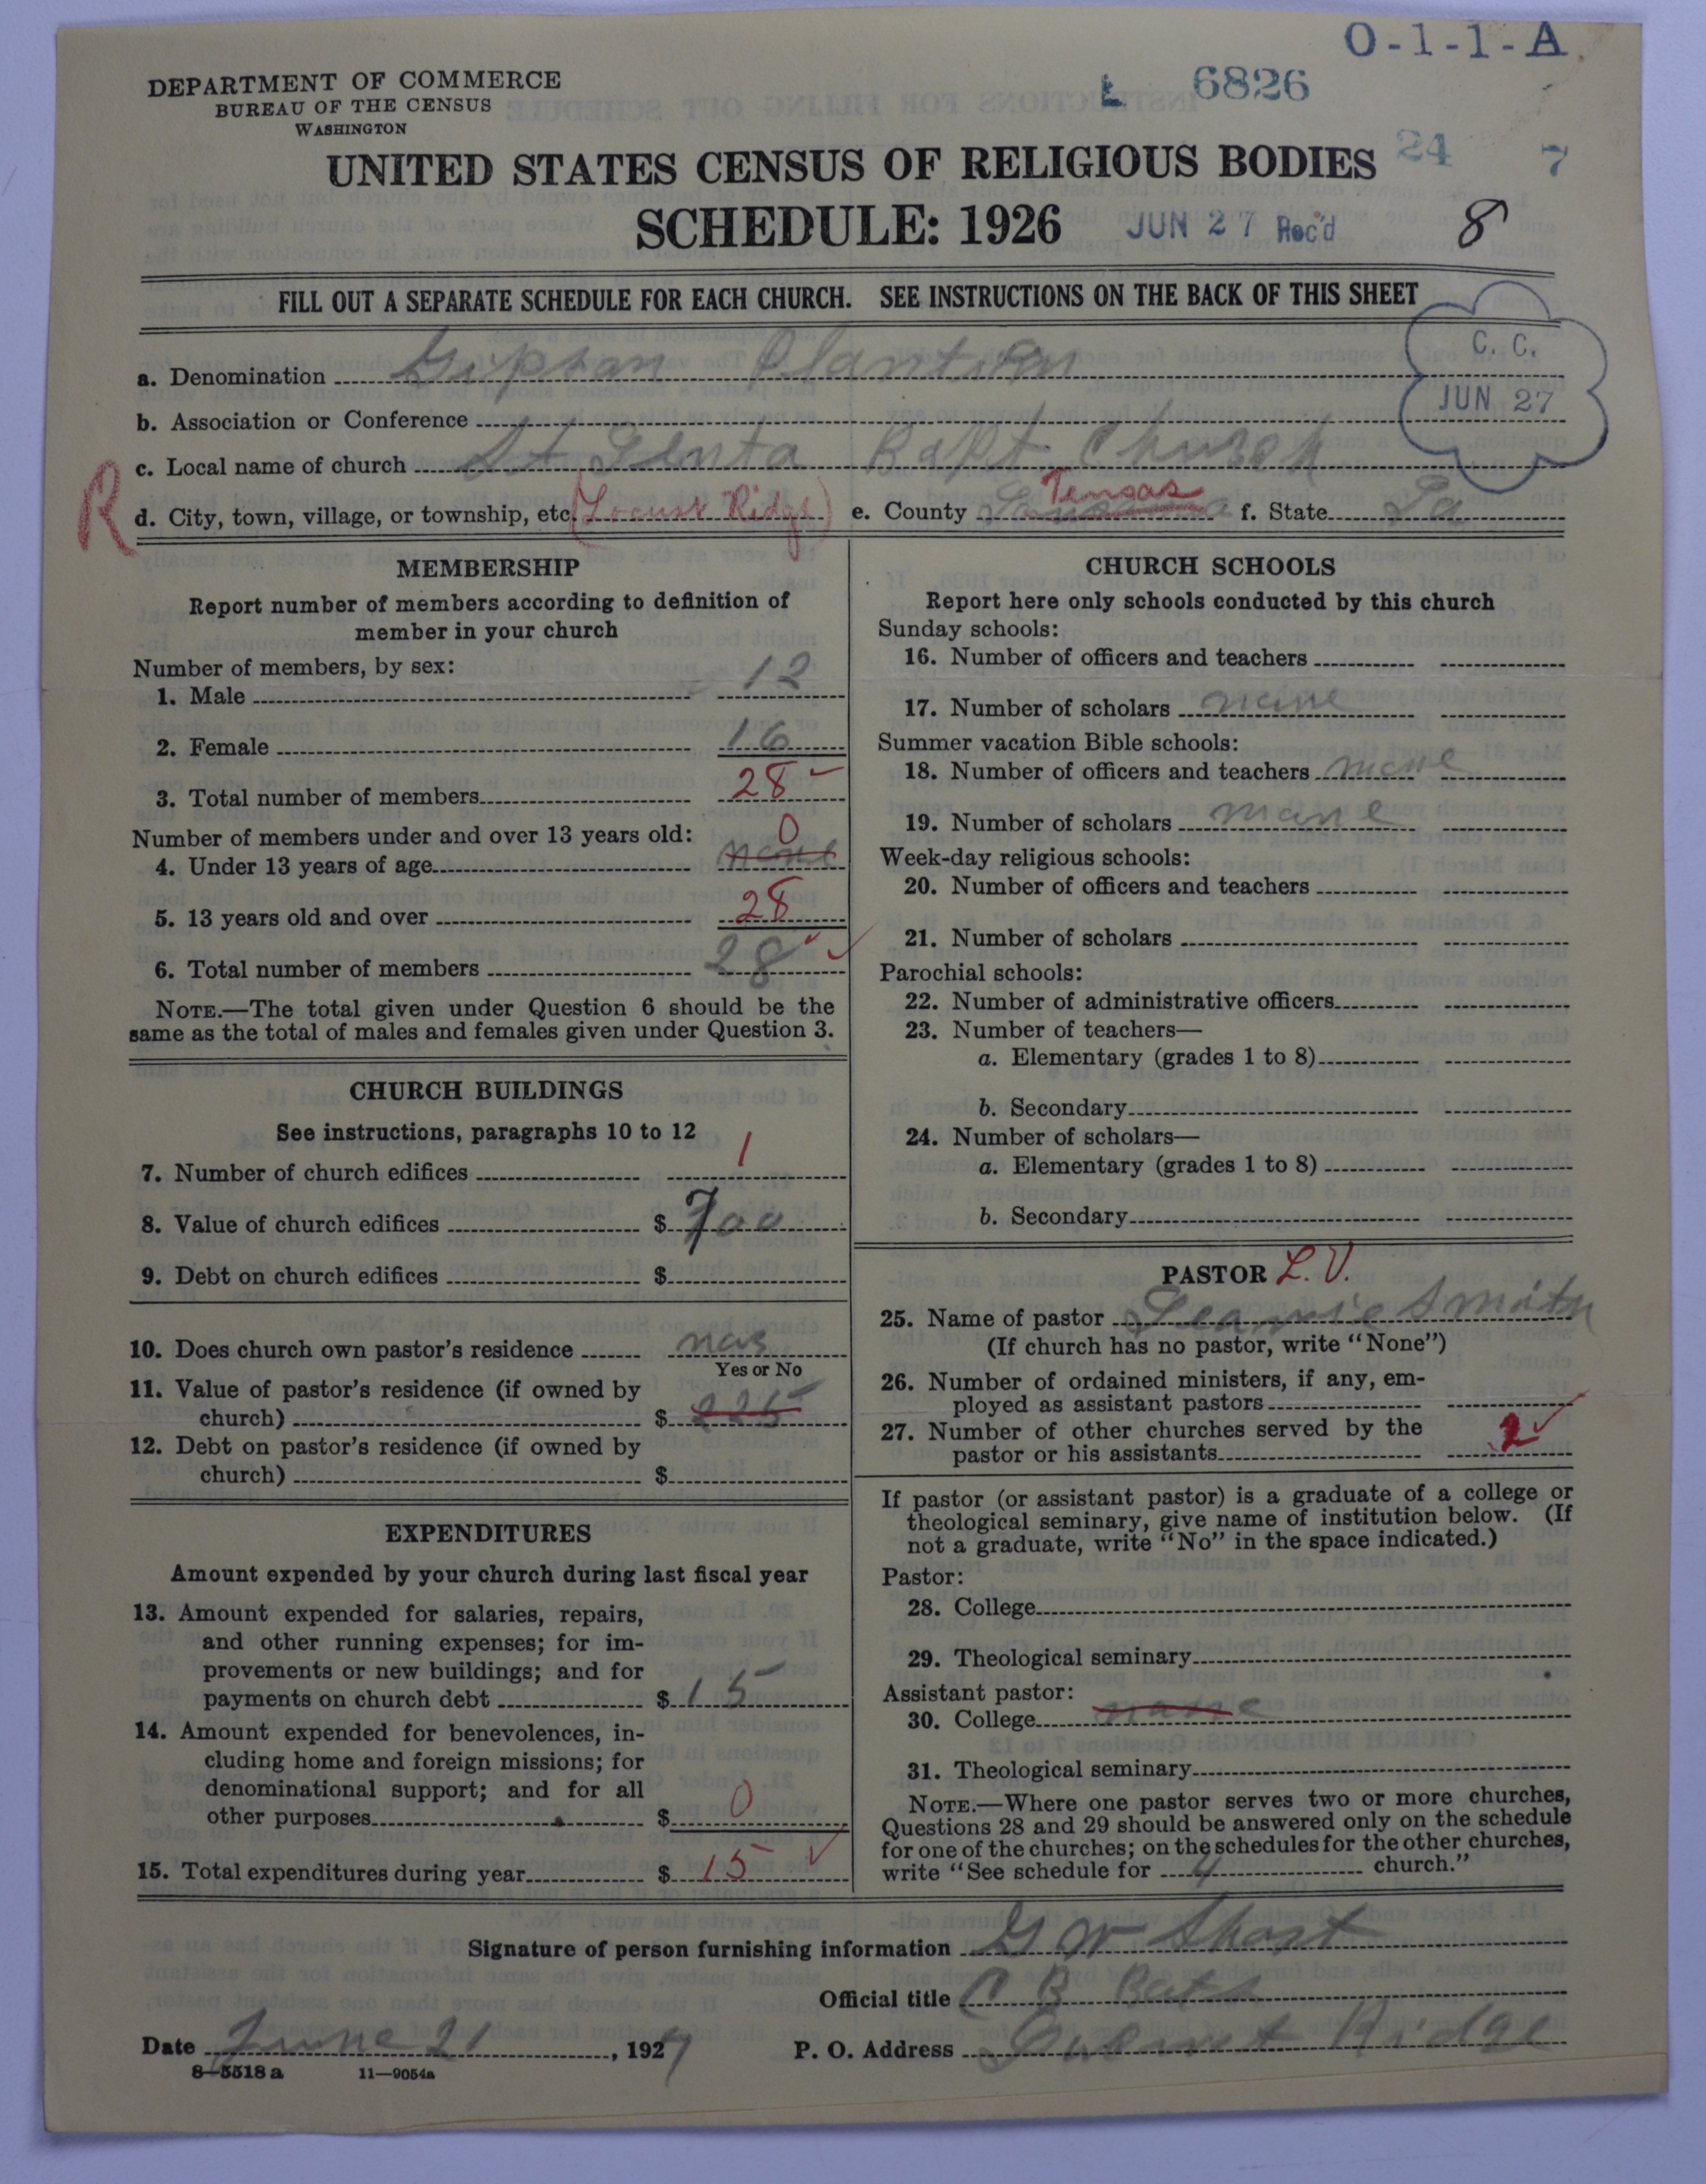 O-1-1-A
DEPARTMENT OF COMMERCE
BUREAU OF THE CENSUS
WASHINGTON
6826
UNITED STATES CENSUS OF RELIGIOUS BODIES 24 7
SCHEDULE: 1926 JUN 27 Rec'd 8
FILL OUT A SEPARATE SCHEDULE FOR EACH CHURCH. SEE INSTRUCTIONS ON THE BACK OF THIS SHEET
C. C.
JUN 27
a. Denomination Gipson
b. Association or Conference
c. Local name of church St Bapt Church
R d. City, town, village, or township, etc. (Locust Ridge) e. County Tensas f. State La
MEMBERSHIP
Report number of members according to definition of
member in your church
Number of members, by sex:
1. Male 12
2. Female 16
3. Total number of members 28
Number of members under and over 13 years old: 0
4. Under 13 years of age none
5. 13 years old and over 28
6. Total number of members 28
NOTE.—The total given under Question 6 should be the
same as the total of males and females given under Question 3.
CHURCH BUILDINGS
See instructions, paragraphs 10 to 12
7. Number of church edifices 1
8. Value of church edifices $ 700
9. Debt on church edifices $
10. Does church own pastor's residence
Yes or No
11. Value of pastor's residence (if owned by
church) $ 225
12. Debt on pastor's residence (if owned by
church) $
EXPENDITURES
Amount expended by your church during last fiscal year
13. Amount expended for salaries, repairs,
and other running expenses; for im-
provements or new buildings; and for
payments on church debt $ 15
14. Amount expended for benevolences, in-
cluding home and foreign missions; for
denominational support; and for all
other purposes $ 0
15. Total expenditures during year $ 15
CHURCH SCHOOLS
Report here only schools conducted by this church
Sunday schools:
16. Number of officers and teachers
17. Number of scholars none
Summer vacation Bible schools:
18. Number of officers and teachers none
19. Number of scholars none
Week-day religious schools:
20. Number of officers and teachers
21. Number of scholars
Parochial schools:
22. Number of administrative officers
23. Number of teachers—
a. Elementary (grades 1 to 8)
b. Secondary
24. Number of scholars—
a. Elementary (grades 1 to 8)
b. Secondary
PASTOR L. V.
25. Name of pastor Smith
(If church has no pastor, write "None")
26. Number of ordained ministers, if any, em-
ployed as assistant pastors
27. Number of other churches served by the
pastor or his assistants 2
If pastor (or assistant pastor) is a graduate of a college or
theological seminary, give name of institution below. (If
not a graduate, write "No" in the space indicated.)
Pastor:
28. College
29. Theological seminary
Assistant pastor:
30. College none
31. Theological seminary
NOTE.—Where one pastor serves two or more churches,
Questions 28 and 29 should be answered only on the schedule
for one of the churches; on the schedules for the other churches,
write "See schedule for 4 church."
Signature of person furnishing information G W Short
Official title C B
Date June 21, 1927 P. O. Address Ridge
8—5518 a 11—9054a